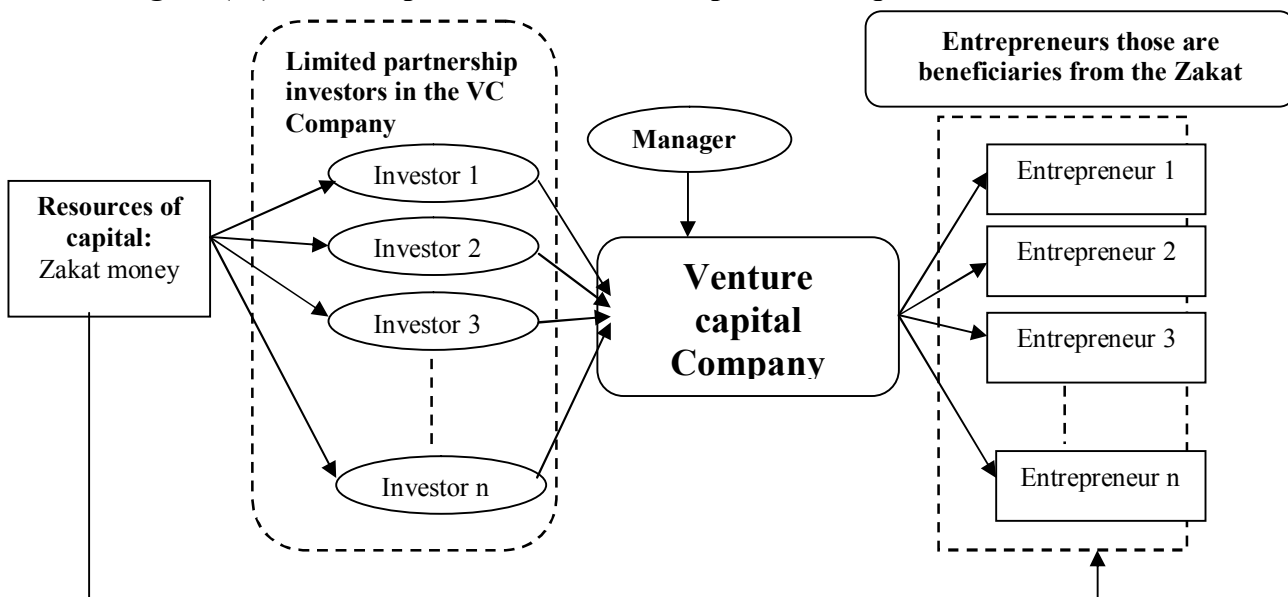 Limited partnership
investors in the VC
Company
Entrepreneurs those are
beneficiaries from the Zakat
Manager
Resources of
capital:
Zakat money
Investor 1
Investor 2
Investor 3
Investor n
Venture
capital
Company
Entrepreneur 1
Entrepreneur 2
Entrepreneur 3
Entrepreneur n